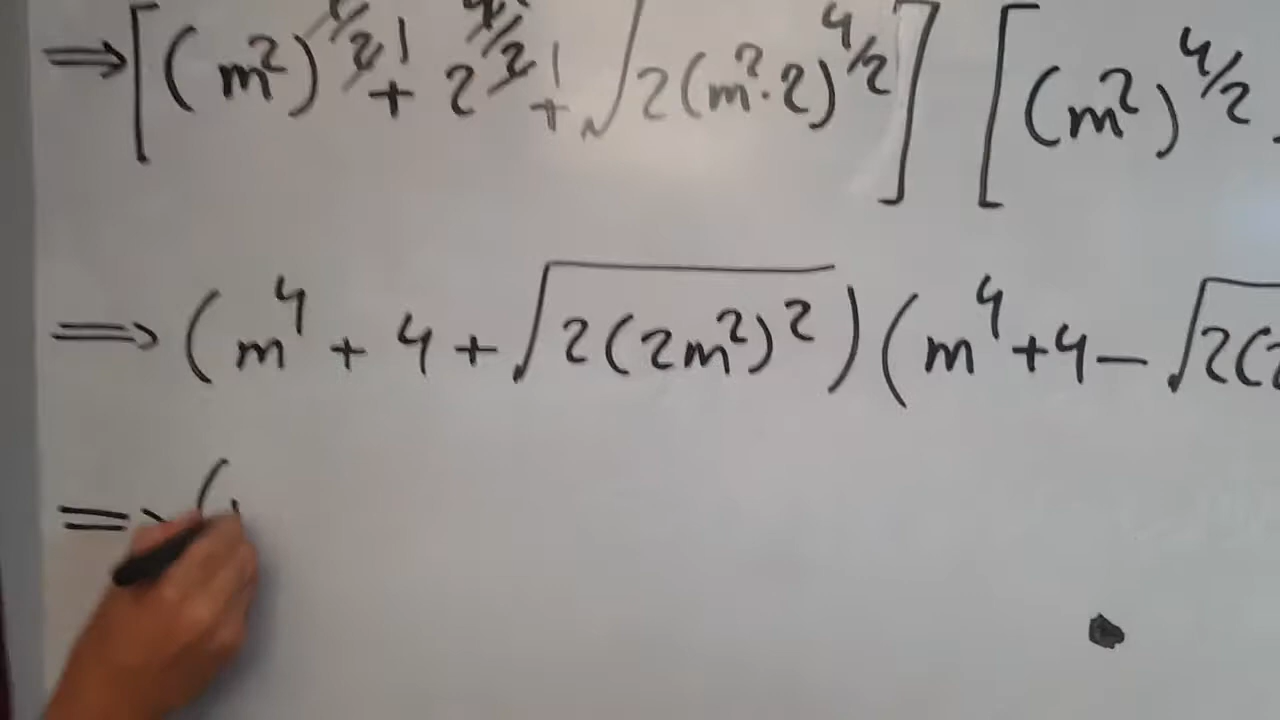 ⇒ [(m²)^{4/2} + 2^{4/2} + √2(m²·2)^{4/2}] [(m²)^{4/2}
⇒ (m⁴ + 4 + √2(2m²)²) (m⁴ + 4 − √2(2
⇒ (